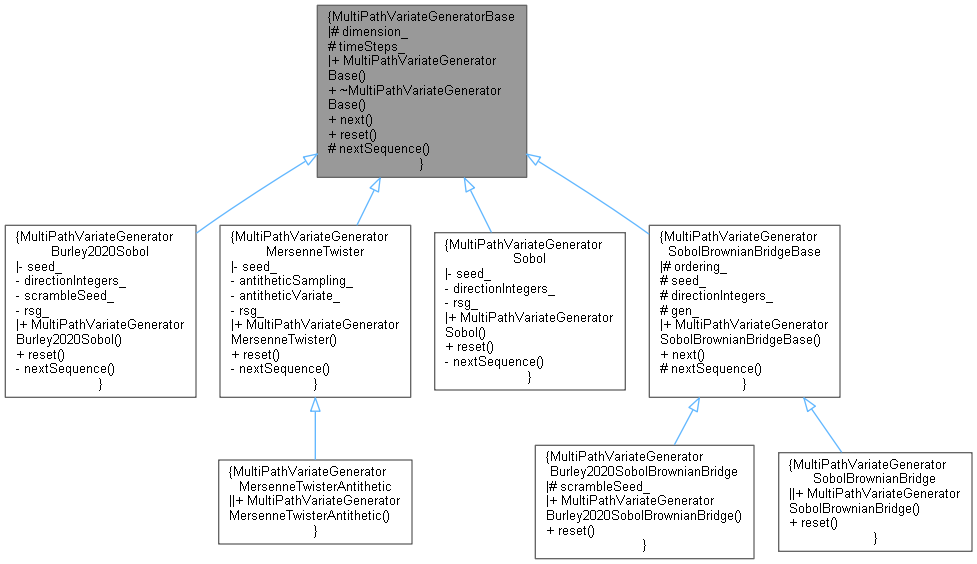 {MultiPathVariateGeneratorBase
|# dimension_
# timeSteps_
|+ MultiPathVariateGenerator
Base()
+ ~MultiPathVariateGenerator
Base()
+ next()
+ reset()
# nextSequence()
}
{MultiPathVariateGenerator
Burley2020Sobol
|- seed_
- directionIntegers_
- scrambleSeed_
- rsg_
|+ MultiPathVariateGenerator
Burley2020Sobol()
+ reset()
- nextSequence()
}
{MultiPathVariateGenerator
MersenneTwister
|- seed_
- antitheticSampling_
- antitheticVariate_
- rsg_
|+ MultiPathVariateGenerator
MersenneTwister()
+ reset()
- nextSequence()
}
{MultiPathVariateGenerator
Sobol
|- seed_
- directionIntegers_
- rsg_
|+ MultiPathVariateGenerator
Sobol()
+ reset()
- nextSequence()
}
{MultiPathVariateGenerator
SobolBrownianBridgeBase
|# ordering_
# seed_
# directionIntegers_
# gen_
|+ MultiPathVariateGenerator
SobolBrownianBridgeBase()
+ next()
# nextSequence()
}
{MultiPathVariateGenerator
MersenneTwisterAntithetic
||+ MultiPathVariateGenerator
MersenneTwisterAntithetic()
}
{MultiPathVariateGenerator
Burley2020SobolBrownianBridge
|# scrambleSeed_
|+ MultiPathVariateGenerator
Burley2020SobolBrownianBridge()
+ reset()
}
{MultiPathVariateGenerator
SobolBrownianBridge
||+ MultiPathVariateGenerator
SobolBrownianBridge()
+ reset()
}